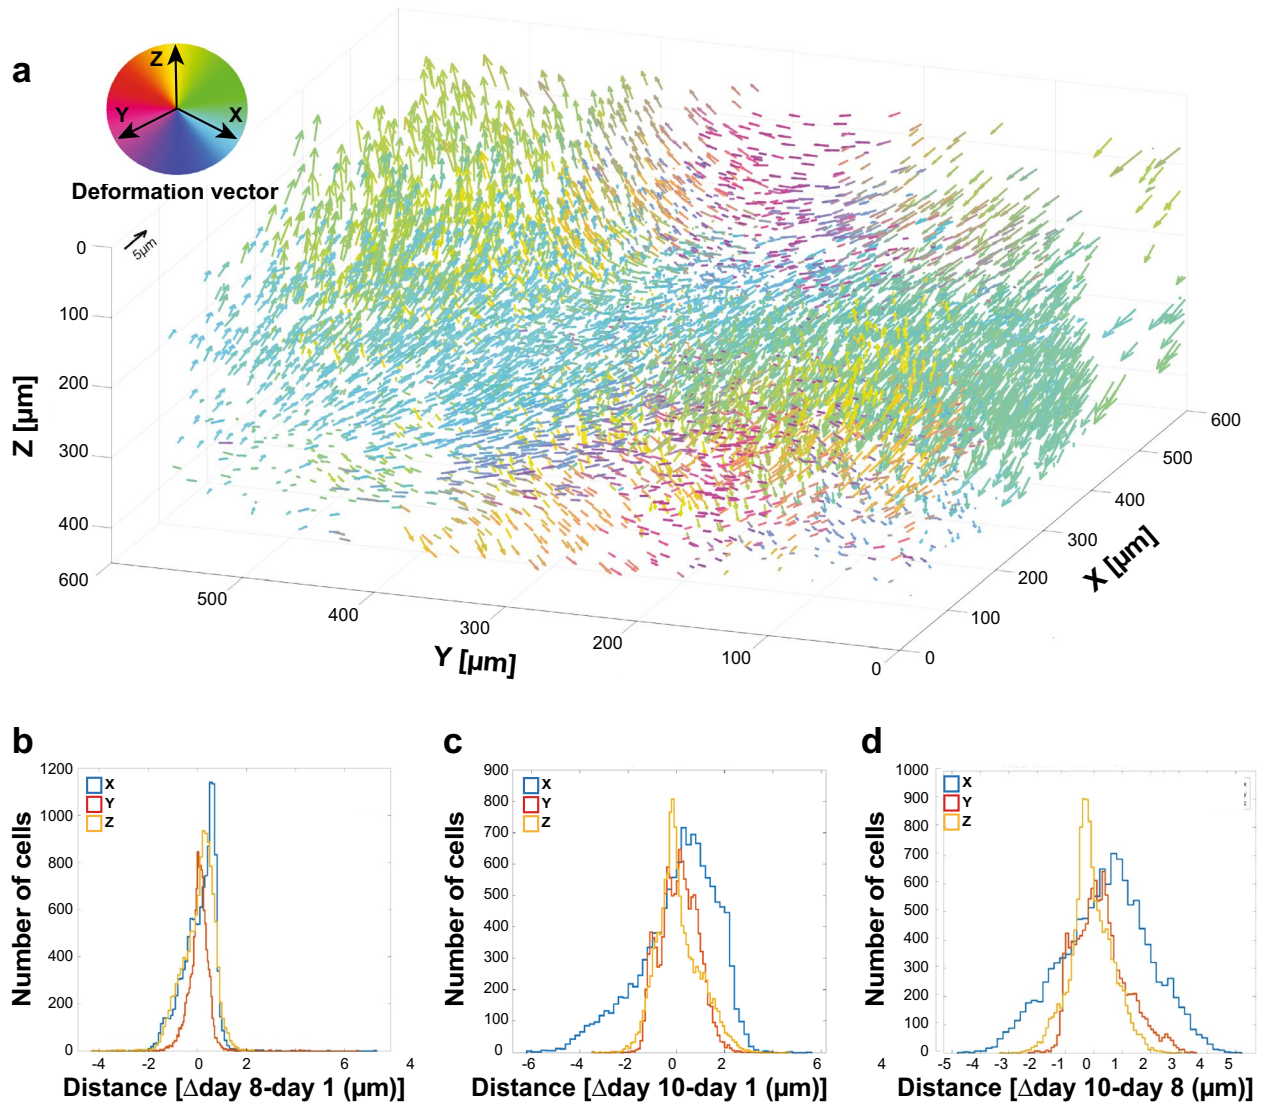 a
Z
Y
X
Deformation vector
5µm
0
100
200
300
400
Z [µm]
600
500
400
300
200
100
0
Y [µm]
0
100
200
300
400
500
600
X [µm]
b
1200
1000
800
600
400
200
0
X
Y
Z
Number of cells
-4 -2 0 2 6 4
Distance [Δday 8-day 1 (µm)]
c
900
800
700
600
500
400
300
200
100
0
X
Y
Z
Number of cells
-6 -4 -2 0 2 6 4
Distance [Δday 10-day 1 (µm)]
d
1000
900
800
700
600
500
400
300
200
100
0
X
Y
Z
Number of cells
-5 -4 -3 -2 -1 0 1 2 3 4 5
Distance [Δday 10-day 8 (µm)]